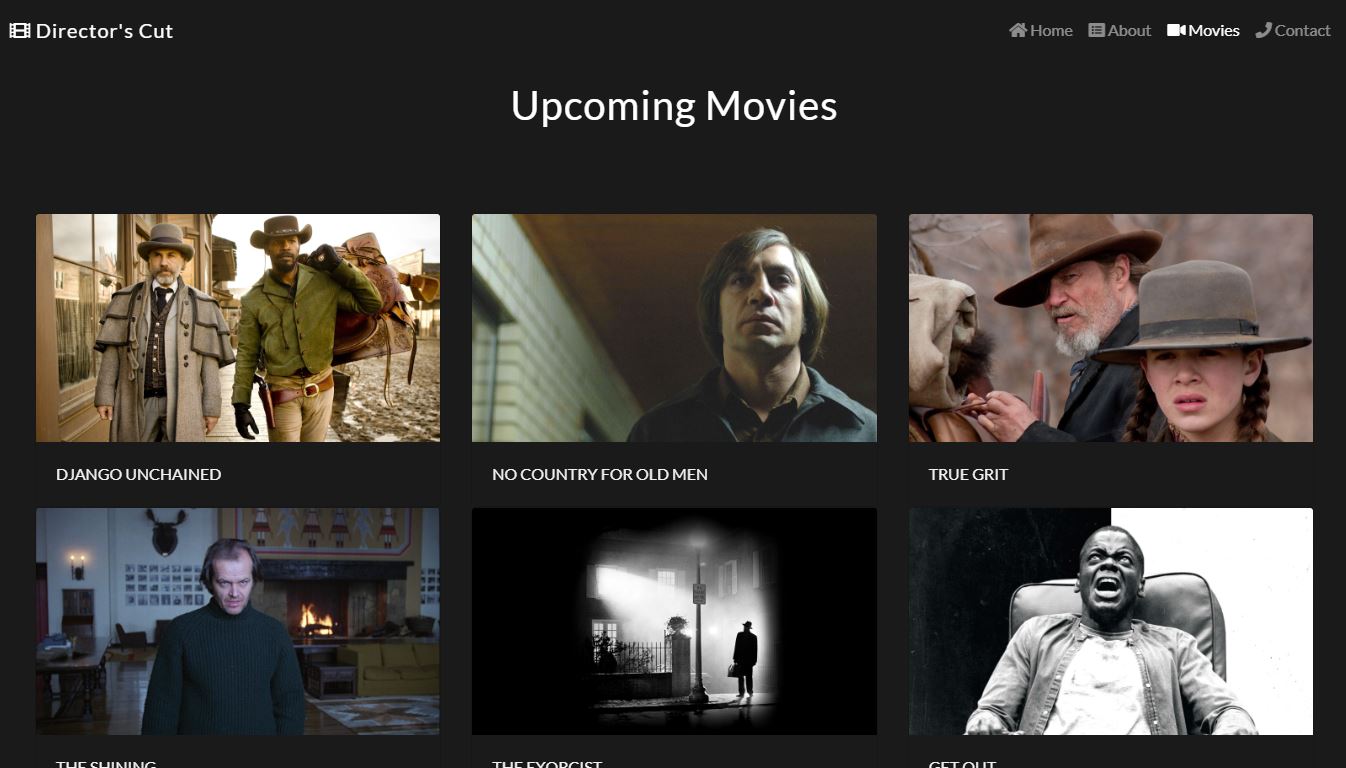 Director's Cut
Home About Movies Contact
Upcoming Movies
DJANGO UNCHAINED
NO COUNTRY FOR OLD MEN
TRUE GRIT
THE SHINING
THE EXORCIST
GET OUT